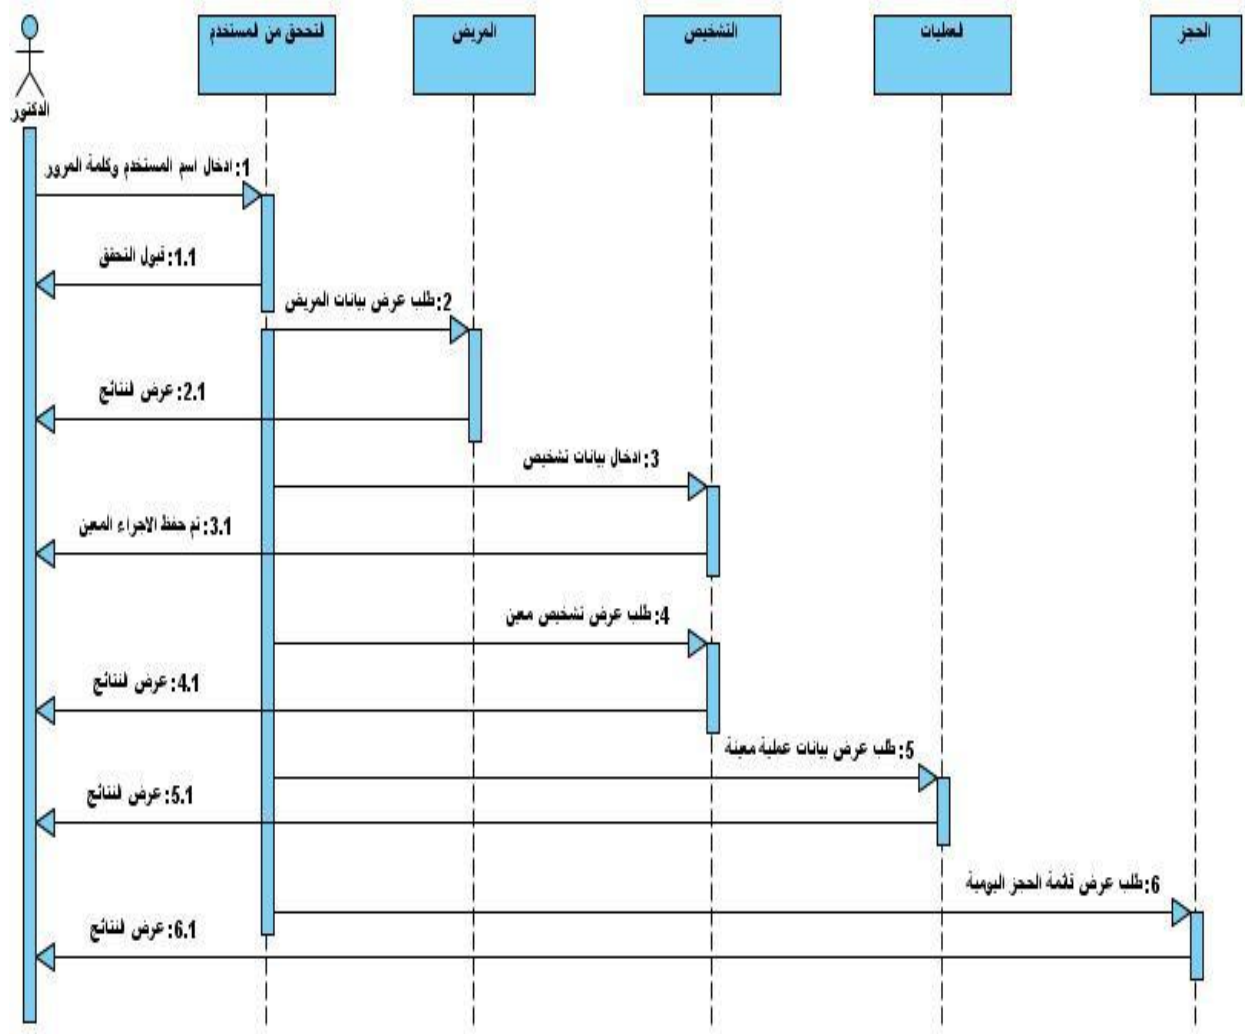 التحقق من المستخدم
المريض
التشخيص
العمليات
الحجز
الدكتور
1: ادخال اسم المستخدم وكلمة المرور
1.1: قبول التحقق
2: طلب عرض بيانات المريض
2.1: عرض النتائج
3: ادخال بيانات تشخيص
3.1: تم حفظ الاجراء المعين
4: طلب عرض تشخيص معين
4.1: عرض النتائج
5: طلب عرض بيانات عملية معينة
5.1: عرض النتائج
6: طلب عرض قائمة الحجز اليومية
6.1: عرض النتائج